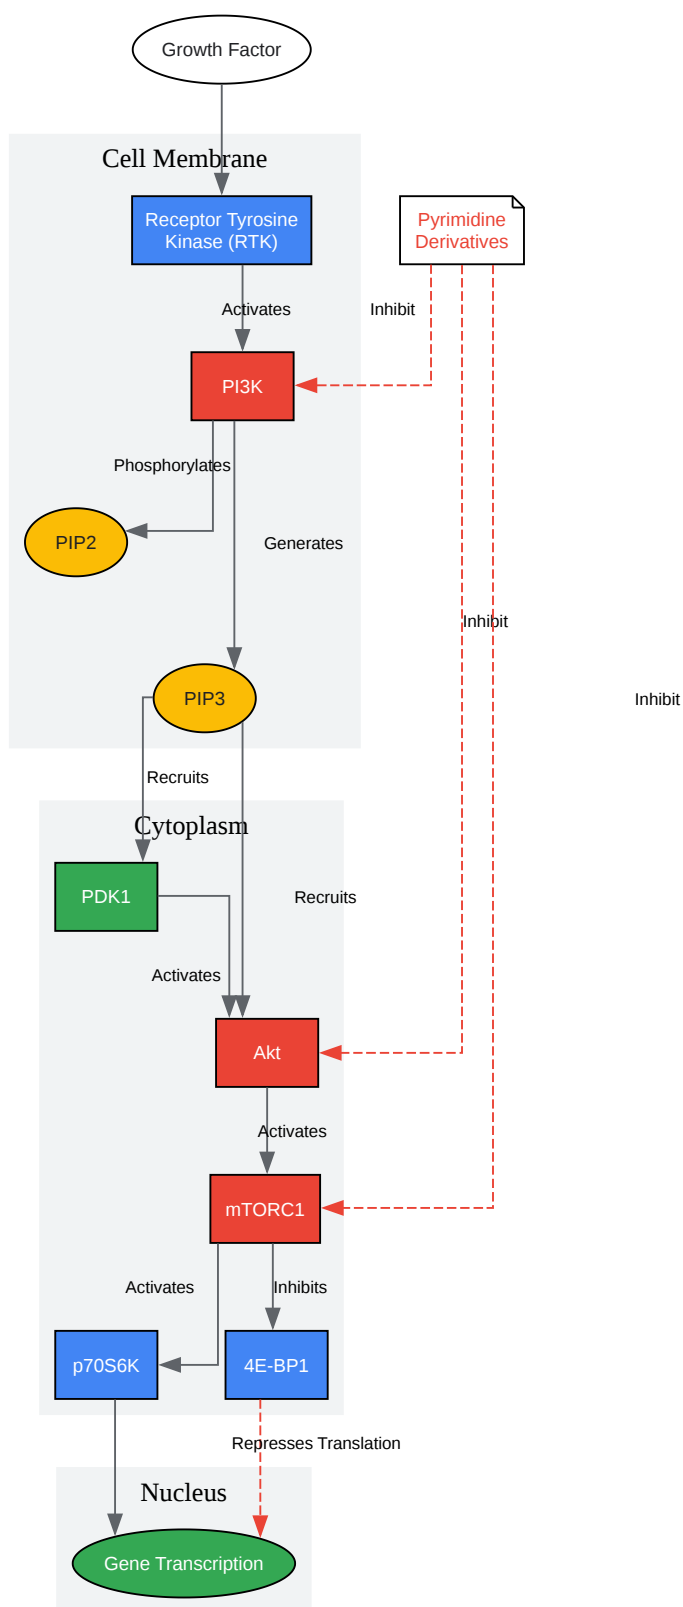 Growth Factor
Cell Membrane
Receptor Tyrosine
Kinase (RTK)
Pyrimidine
Derivatives
Activates
Inhibit
PI3K
Phosphorylates
PIP2
Generates
Inhibit
PIP3
Inhibit
Recruits
Cytoplasm
PDK1
Recruits
Activates
Akt
Activates
mTORC1
Activates
Inhibits
p70S6K
4E-BP1
Represses Translation
Nucleus
Gene Transcription